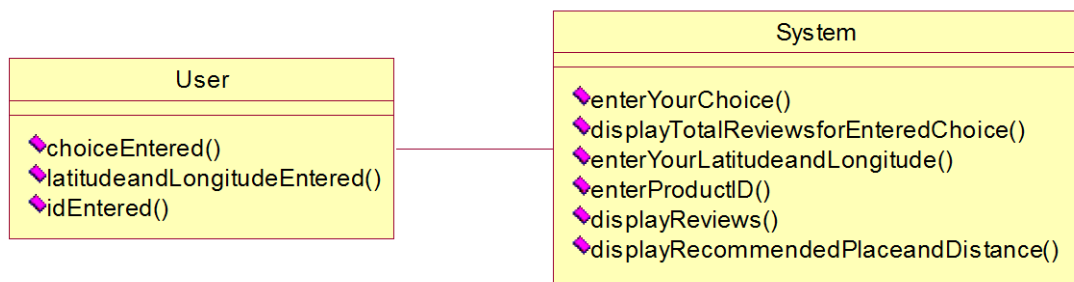 User
choiceEntered()
latitudeandLongitudeEntered()
idEntered()
System
enterYourChoice()
displayTotalReviewsforEnteredChoice()
enterYourLatitudeandLongitude()
enterProductID()
displayReviews()
displayRecommendedPlaceandDistance()